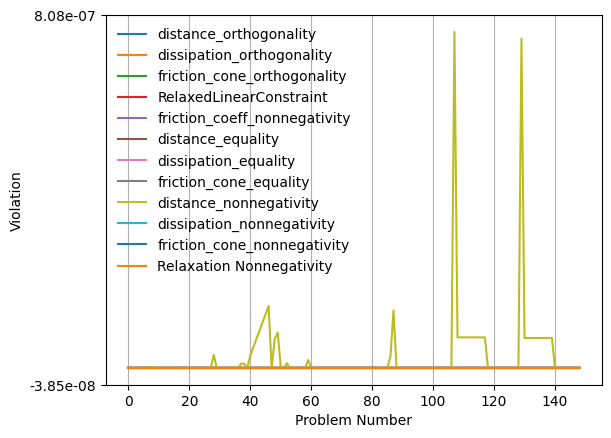 8.08e-07
distance_orthogonality
dissipation_orthogonality
friction_cone_orthogonality
RelaxedLinearConstraint
friction_coeff_nonnegativity
distance_equality
dissipation_equality
friction_cone_equality
distance_nonnegativity
dissipation_nonnegativity
friction_cone_nonnegativity
Relaxation Nonnegativity
Violation
-3.85e-08
0 20 40 60 80 100 120 140
Problem Number